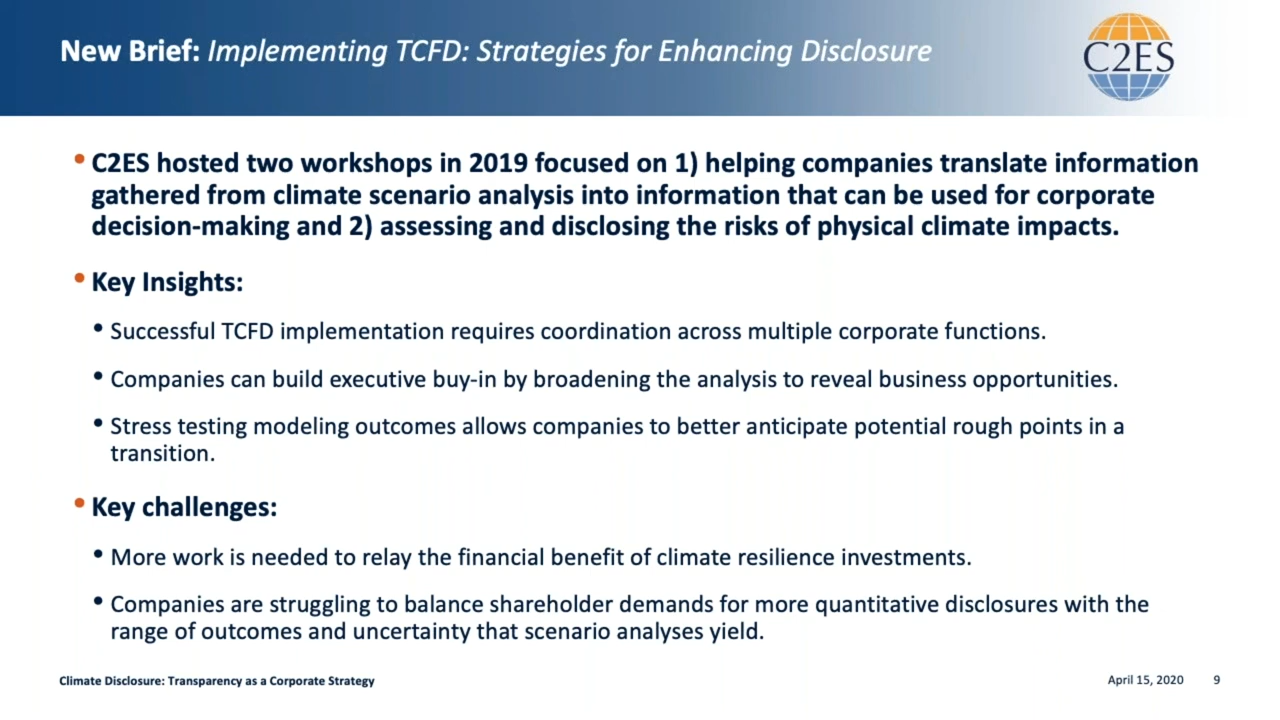 New Brief: Implementing TCFD: Strategies for Enhancing Disclosure
C2ES
• C2ES hosted two workshops in 2019 focused on 1) helping companies translate information
gathered from climate scenario analysis into information that can be used for corporate
decision-making and 2) assessing and disclosing the risks of physical climate impacts.
• Key Insights:
• Successful TCFD implementation requires coordination across multiple corporate functions.
• Companies can build executive buy-in by broadening the analysis to reveal business opportunities.
• Stress testing modeling outcomes allows companies to better anticipate potential rough points in a
transition.
• Key challenges:
• More work is needed to relay the financial benefit of climate resilience investments.
• Companies are struggling to balance shareholder demands for more quantitative disclosures with the
range of outcomes and uncertainty that scenario analyses yield.
Climate Disclosure: Transparency as a Corporate Strategy
April 15, 2020 9